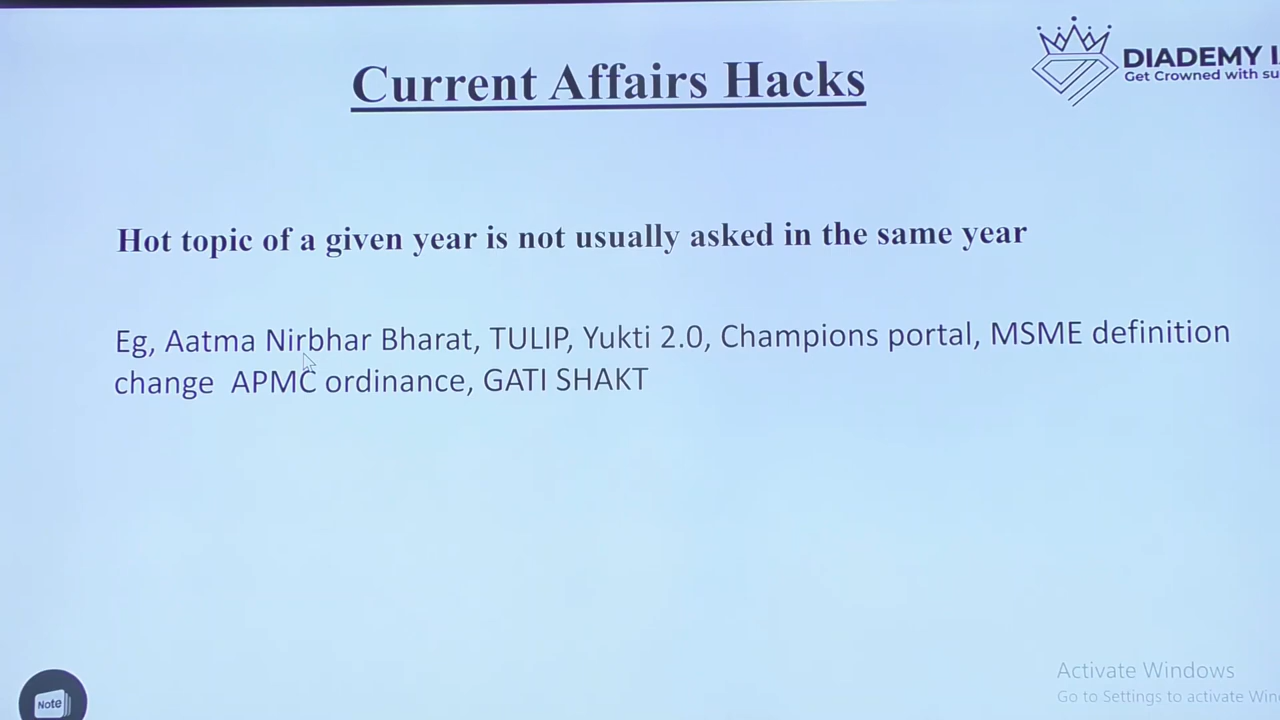 Current Affairs Hacks
DIADEMY
Get Crowned with
Hot topic of a given year is not usually asked in the same year
Eg, Aatma Nirbhar Bharat, TULIP, Yukti 2.0, Champions portal, MSME definition
change APMC ordinance, GATI SHAKT
Activate Windows
Go to Settings to activate
Note